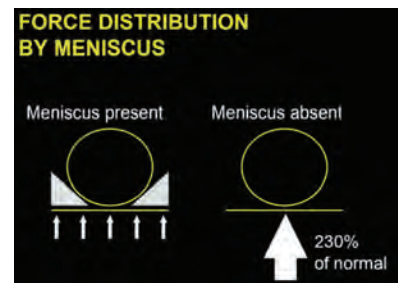 FORCE DISTRIBUTION
BY MENISCUS
Meniscus present
Meniscus absent
230%
of normal